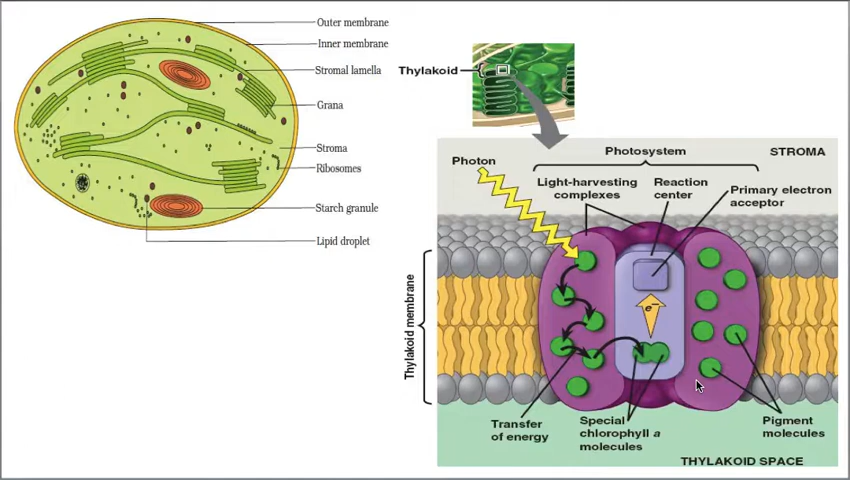 Outer membrane
Inner membrane
Stromal lamella
Grana
Stroma
Ribosomes
Starch granule
Lipid droplet
Thylakoid
Photosystem
STROMA
Photon
Light-harvesting
complexes
Reaction
center
Primary electron
acceptor
Thylakoid membrane
e⁻
Transfer
of energy
Special
chlorophyll a
molecules
Pigment
molecules
THYLAKOID SPACE